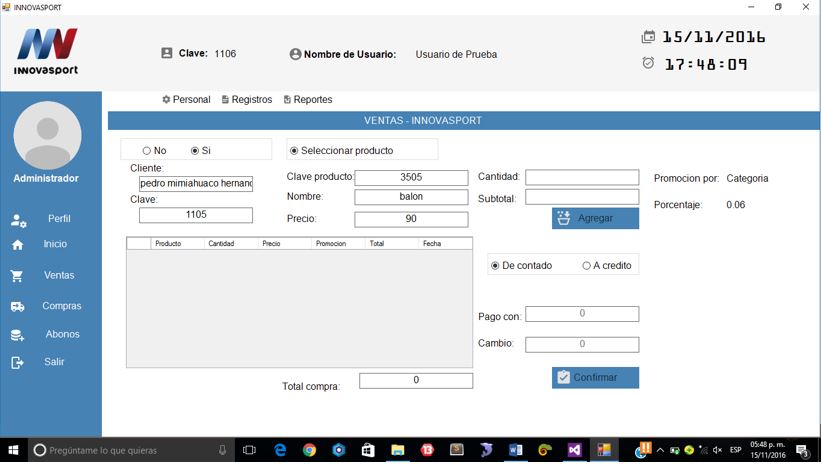 INNOVASPORT
INNOVASPORT
Clave: 1106
Nombre de Usuario: Usuario de Prueba
15/11/2016
17:48:09
Personal Registros Reportes
VENTAS - INNOVASPORT
Administrador
Perfil
Inicio
Ventas
Compras
Abonos
Salir
No Si
Cliente:
pedro mimiahuaco hernand
Clave:
1105
Seleccionar producto
Clave producto: 3505
Nombre: balon
Precio: 90
Cantidad:
Subtotal:
Agregar
Promocion por: Categoria
Porcentaje: 0.06
Producto Cantidad Precio Promocion Total Fecha
De contado A credito
Pago con: 0
Cambio: 0
Confirmar
Total compra: 0
Pregúntame lo que quieras
ESP
05:48 p. m.
15/11/2016